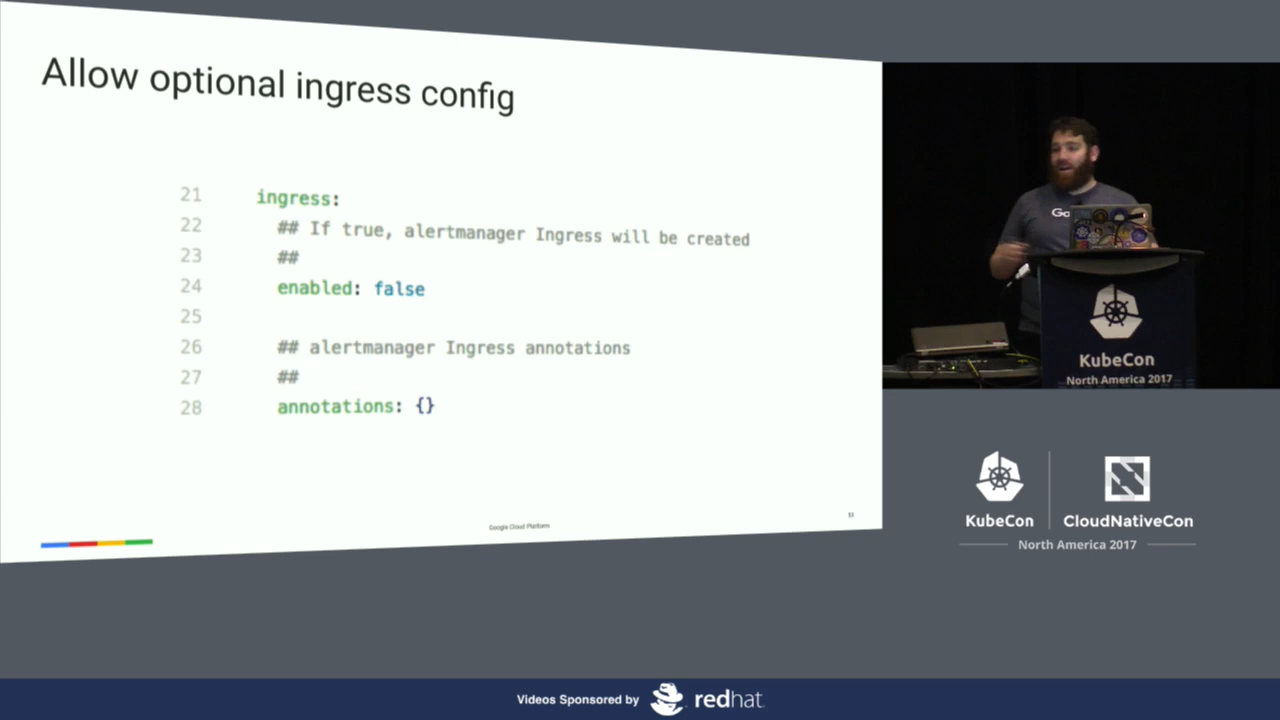 Allow optional ingress config
21 ingress:
22 ## If true, alertmanager Ingress will be created
23 ##
24 enabled: false
25
26 ## alertmanager Ingress annotations
27 ##
28 annotations: {}
Google Cloud Platform
Go
KubeCon
North America 2017
KubeCon
CloudNativeCon
North America 2017
Videos Sponsored by redhat.